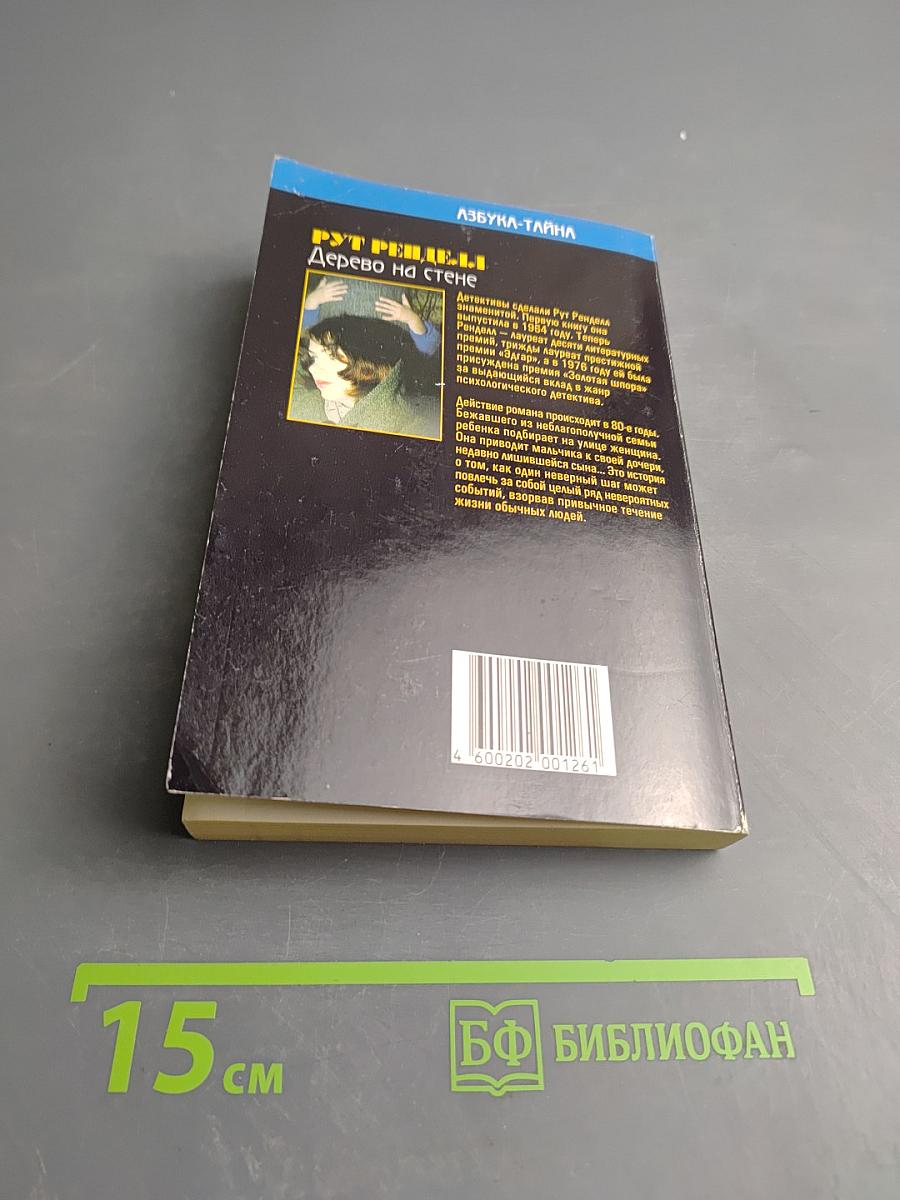 АЗБУКА-ТАЙНА
РУТ РЕНДЕЛЛ
Дерево на стене
Детективы сделали Рут Ренделл
знаменитой. Первую книгу она
выпустила в 1964 году. Теперь
Ренделл — лауреат десяти литературных
премий, трижды лауреат престижной
премии «Эдгар», а в 1976 году ей была
присуждена премия «Золотая шпора»
за выдающийся вклад в жанр
психологического детектива.
Действие романа происходит в 80-е годы.
Бежавшего из неблагополучной семьи
ребенка подбирает на улице женщина.
Она приводит мальчика к своей дочери,
недавно лишившейся сына... Это история
о том, как один неверный шаг может
повлечь за собой целый ряд невероятных
событий, взорвав привычное течение
жизни обычных людей.
4 600202 001261
15 см
БФ БИБЛИОФАН